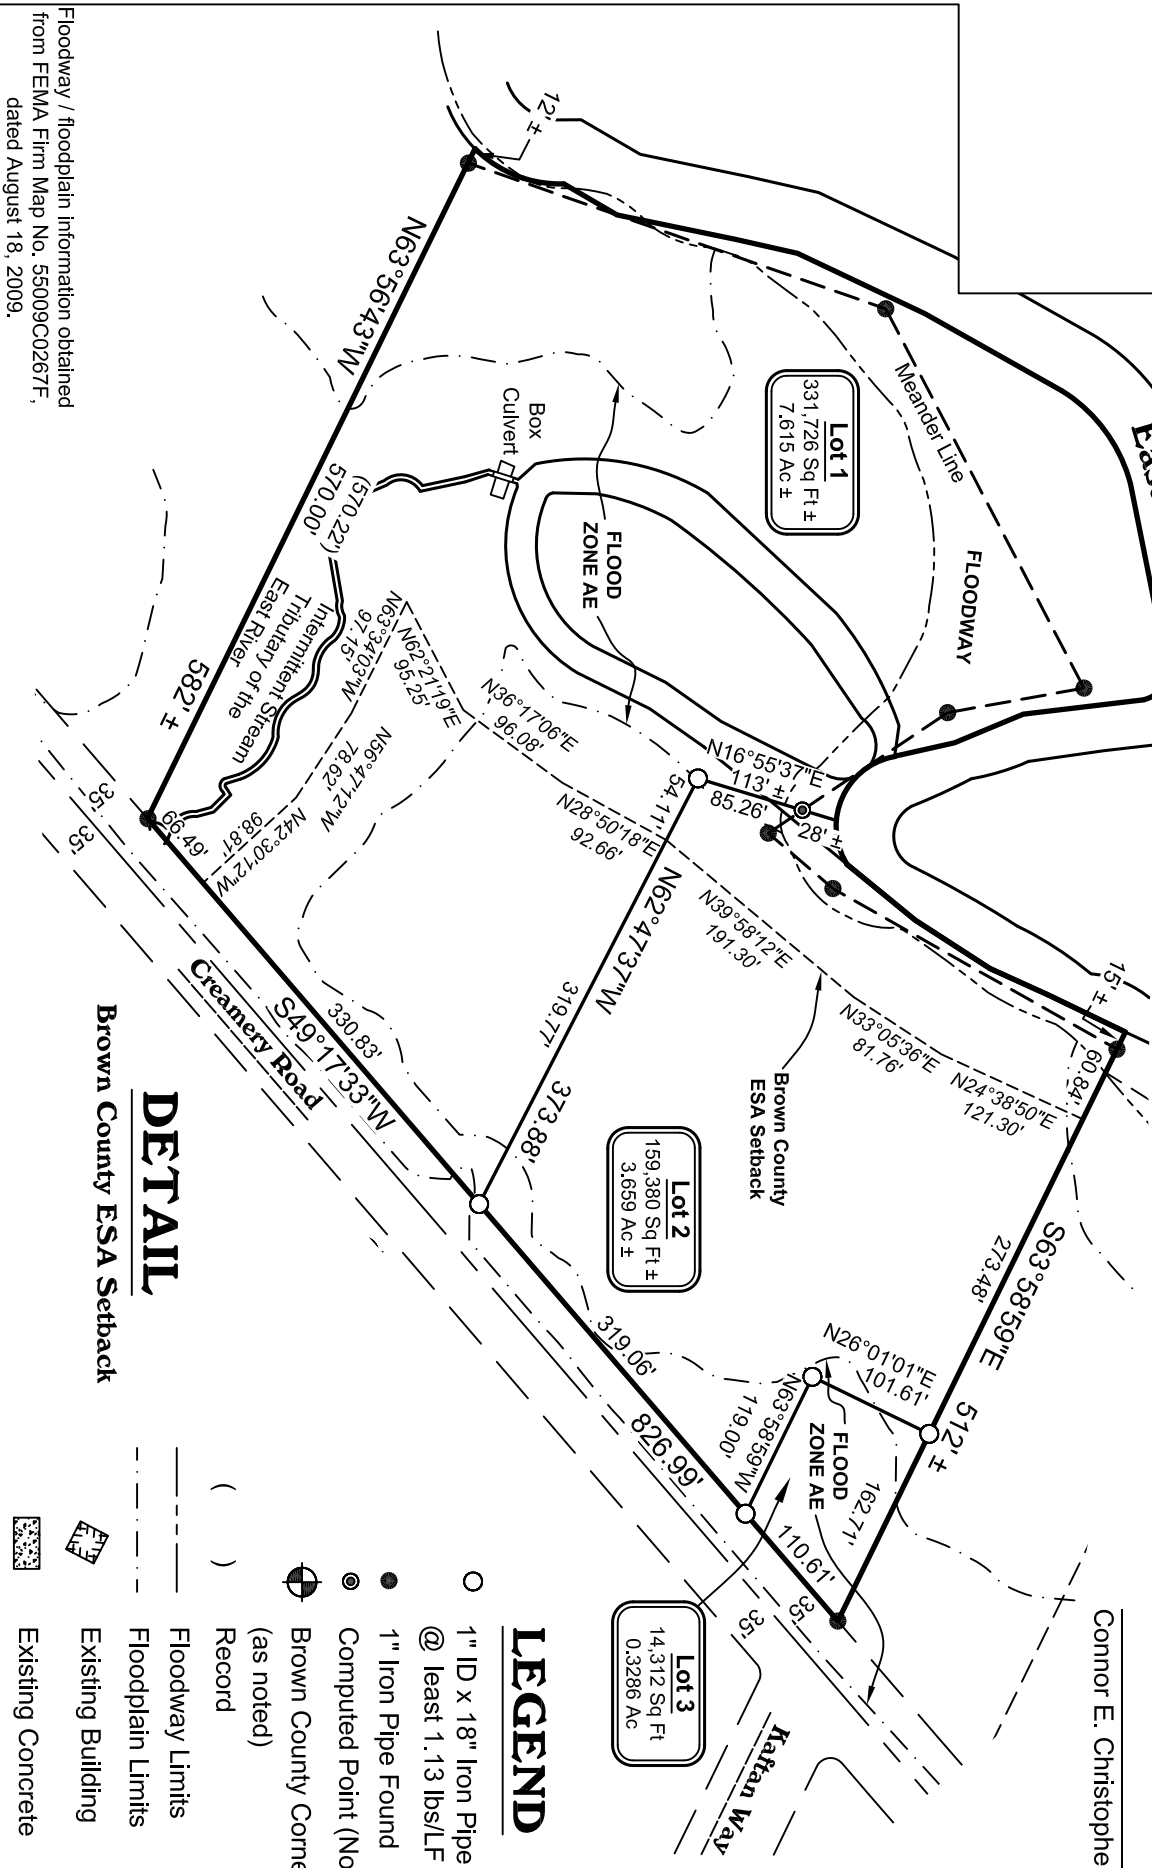 Floodway / floodplain information obtained
from FEMA Firm Map No. 55009C0267F,
dated August 18, 2009.
12' ±
Meander Line
Lot 1
331,726 Sq Ft ±
7.615 Ac ±
FLOODWAY
N63°56'43"W
(570.22')
570.00'
582' ±
Box
Culvert
FLOOD
ZONE AE
Intermittent Stream
Tributary of the
East River
N63°34'03"W
97.15'
N62°21'19"E
95.25'
N36°17'06"E
96.08'
N56°47'12"W
78.62'
N42°30'12"W
98.81'
66.49'
35'
35'
N28°50'18"E
92.66'
N16°55'37"E
113' ±
85.26'
28' ±
54.11'
N62°47'37"W
319.77'
373.88'
N39°58'12"E
191.30'
N33°05'36"E
81.76'
N24°38'50"E
121.30'
15' ±
60.84'
Brown County
ESA Setback
Creamery Road
330.83'
S49°17'33"W
Lot 2
159,380 Sq Ft ±
3.659 Ac ±
S63°58'59"E
273.48'
512' ±
N26°01'01"E
101.61'
N63°58'59"W
119.00'
FLOOD
ZONE AE
162.71'
319.06'
826.99'
110.61'
35'
35'
Lot 3
14,312 Sq Ft
0.3286 Ac
Kaftan Way
Connor E. Christophe
DETAIL
Brown County ESA Setback
LEGEND
1" ID x 18" Iron Pipe
@ least 1.13 lbs/LF
1" Iron Pipe Found
Computed Point (No
Brown County Corne
(as noted)
( ) Record
Floodway Limits
Floodplain Limits
Existing Building
Existing Concrete